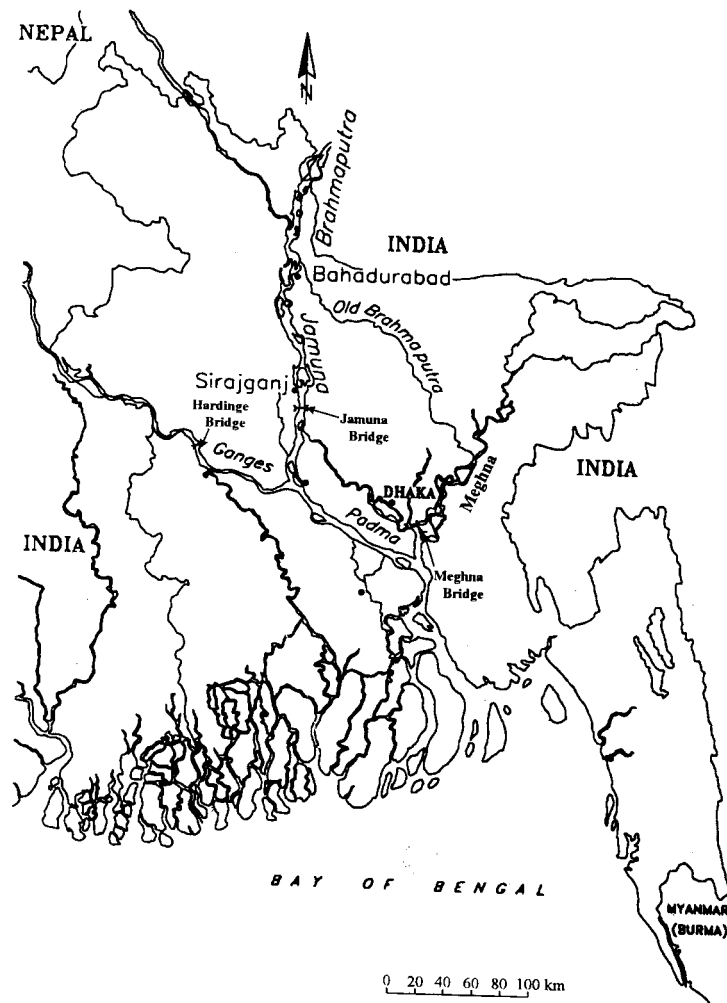 NEPAL
N
Brahmaputra
INDIA
Bahādurabad
Old Brahmaputra
Jamuna
Sirajganj
Hardinge
Bridge
Jamuna
Bridge
Ganges
INDIA
Meghna
DHAKA
Padma
INDIA
Meghna
Bridge
BAY OF BENGAL
MYANMAR
(BURMA)
0 20 40 60 80 100 km